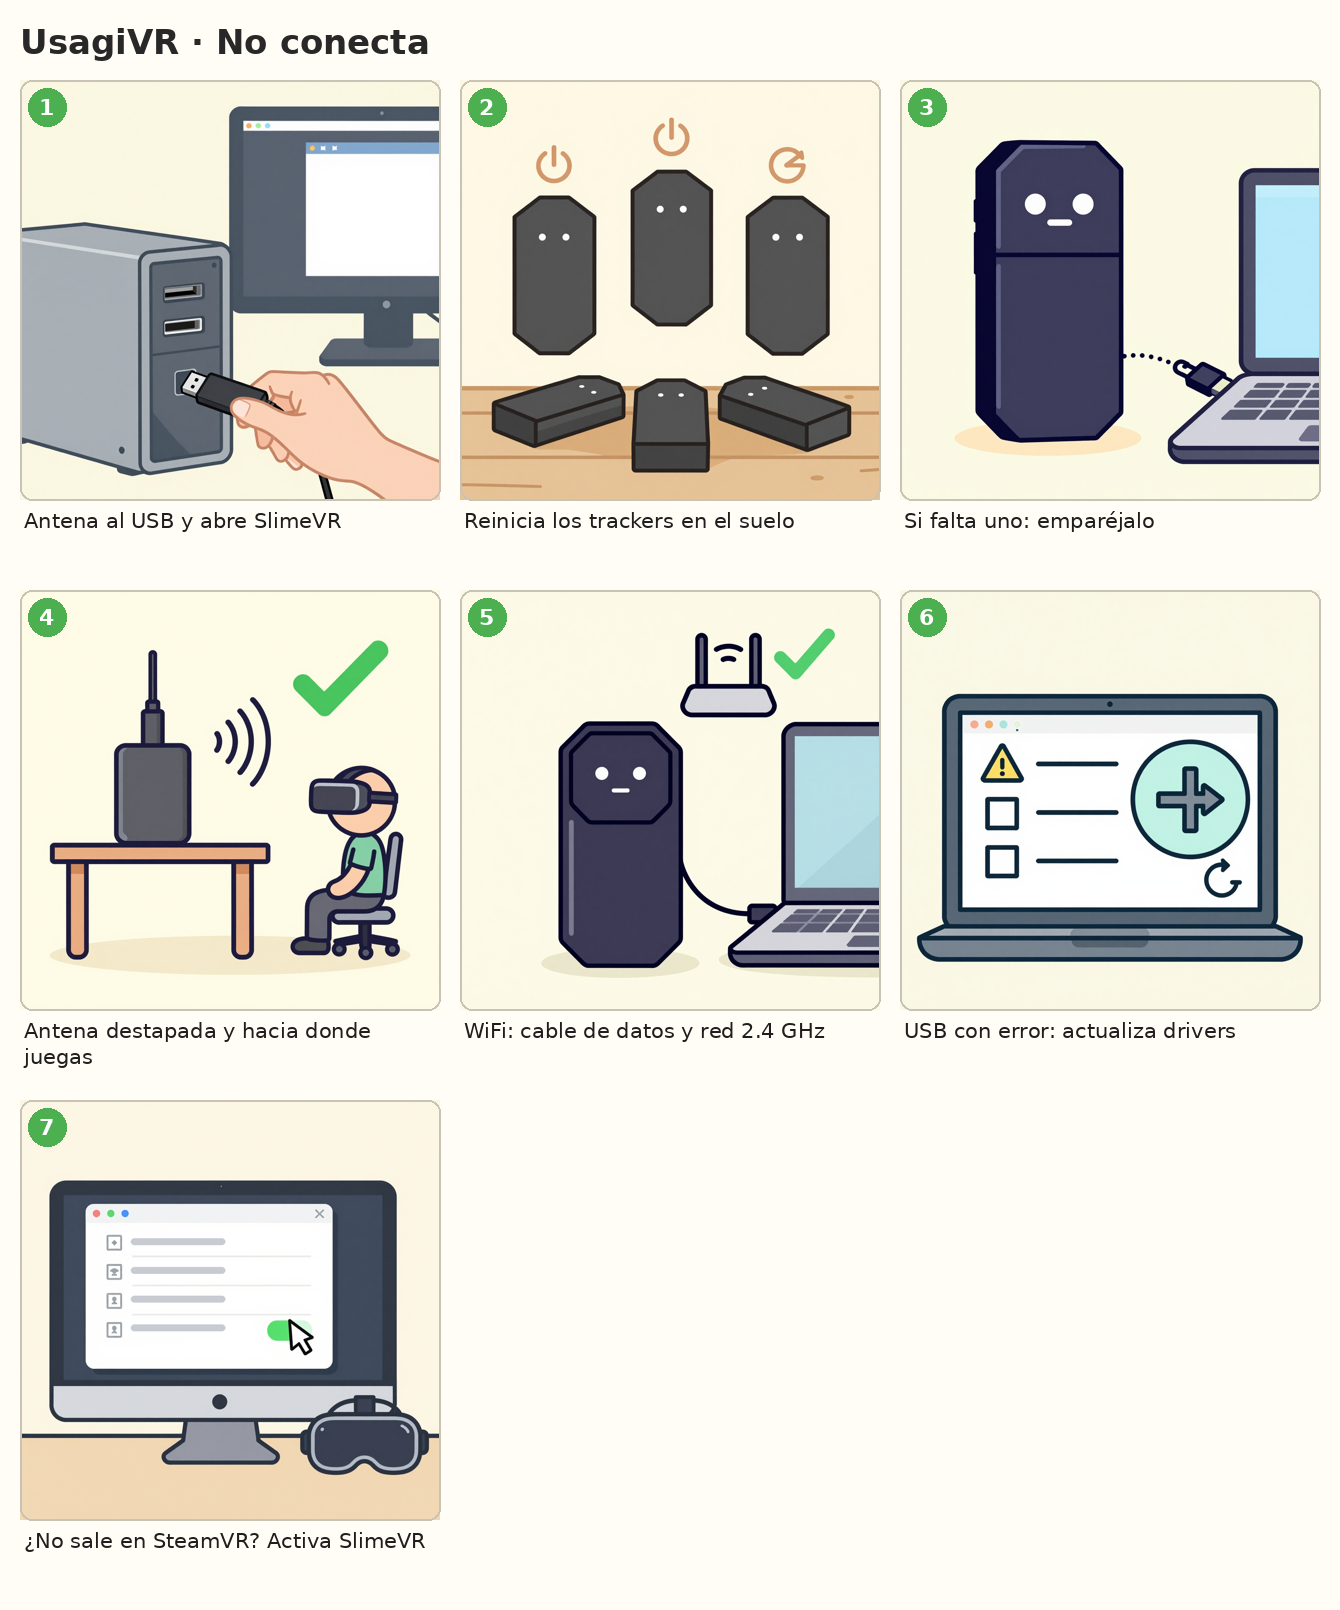 UsagiVR · No conecta
1
Antena al USB y abre SlimeVR
2
Reinicia los trackers en el suelo
3
Si falta uno: emparéjalo
4
Antena destapada y hacia donde
juegas
5
WiFi: cable de datos y red 2.4 GHz
6
USB con error: actualiza drivers
7
¿No sale en SteamVR? Activa SlimeVR